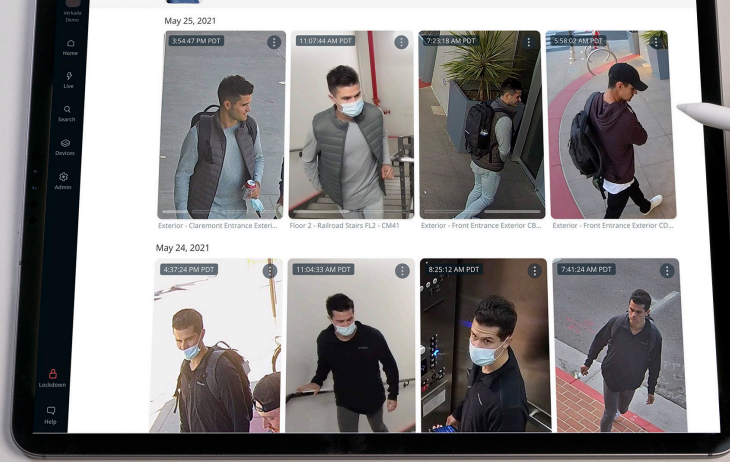 Verkada
Demo
Home
Live
Search
Devices
Admin
Lockdown
Help
May 25, 2021
3:54:47 PM PDT
11:07:44 AM PDT
7:23:18 AM PDT
5:58:02 AM PDT
Exterior - Claremont Entrance Exteri...
Floor 2 - Railroad Stairs FL2 - CM41
Exterior - Front Entrance Exterior CB...
Exterior - Front Entrance Exterior CD...
May 24, 2021
4:37:24 PM PDT
11:04:33 AM PDT
8:25:12 AM PDT
7:41:24 AM PDT